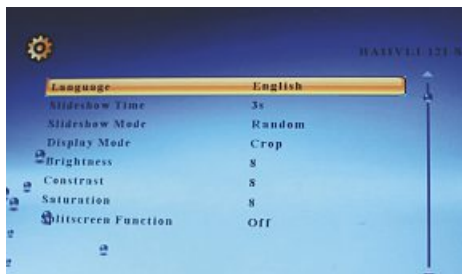 Language English
Slideshow Time 3s
Slideshow Mode Random
Display Mode Crop
Brightness 8
Constrast 8
Saturation 8
Splitscreen Function Off